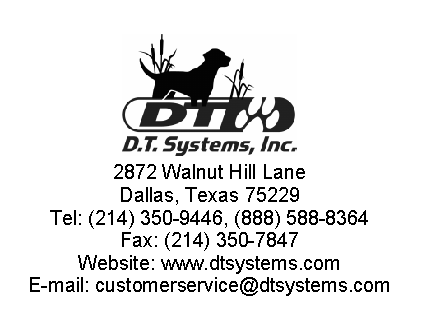 DT
D.T. Systems, Inc.
2872 Walnut Hill Lane
Dallas, Texas 75229
Tel: (214) 350-9446, (888) 588-8364
Fax: (214) 350-7847
Website: www.dtsystems.com
E-mail: customerservice@dtsystems.com